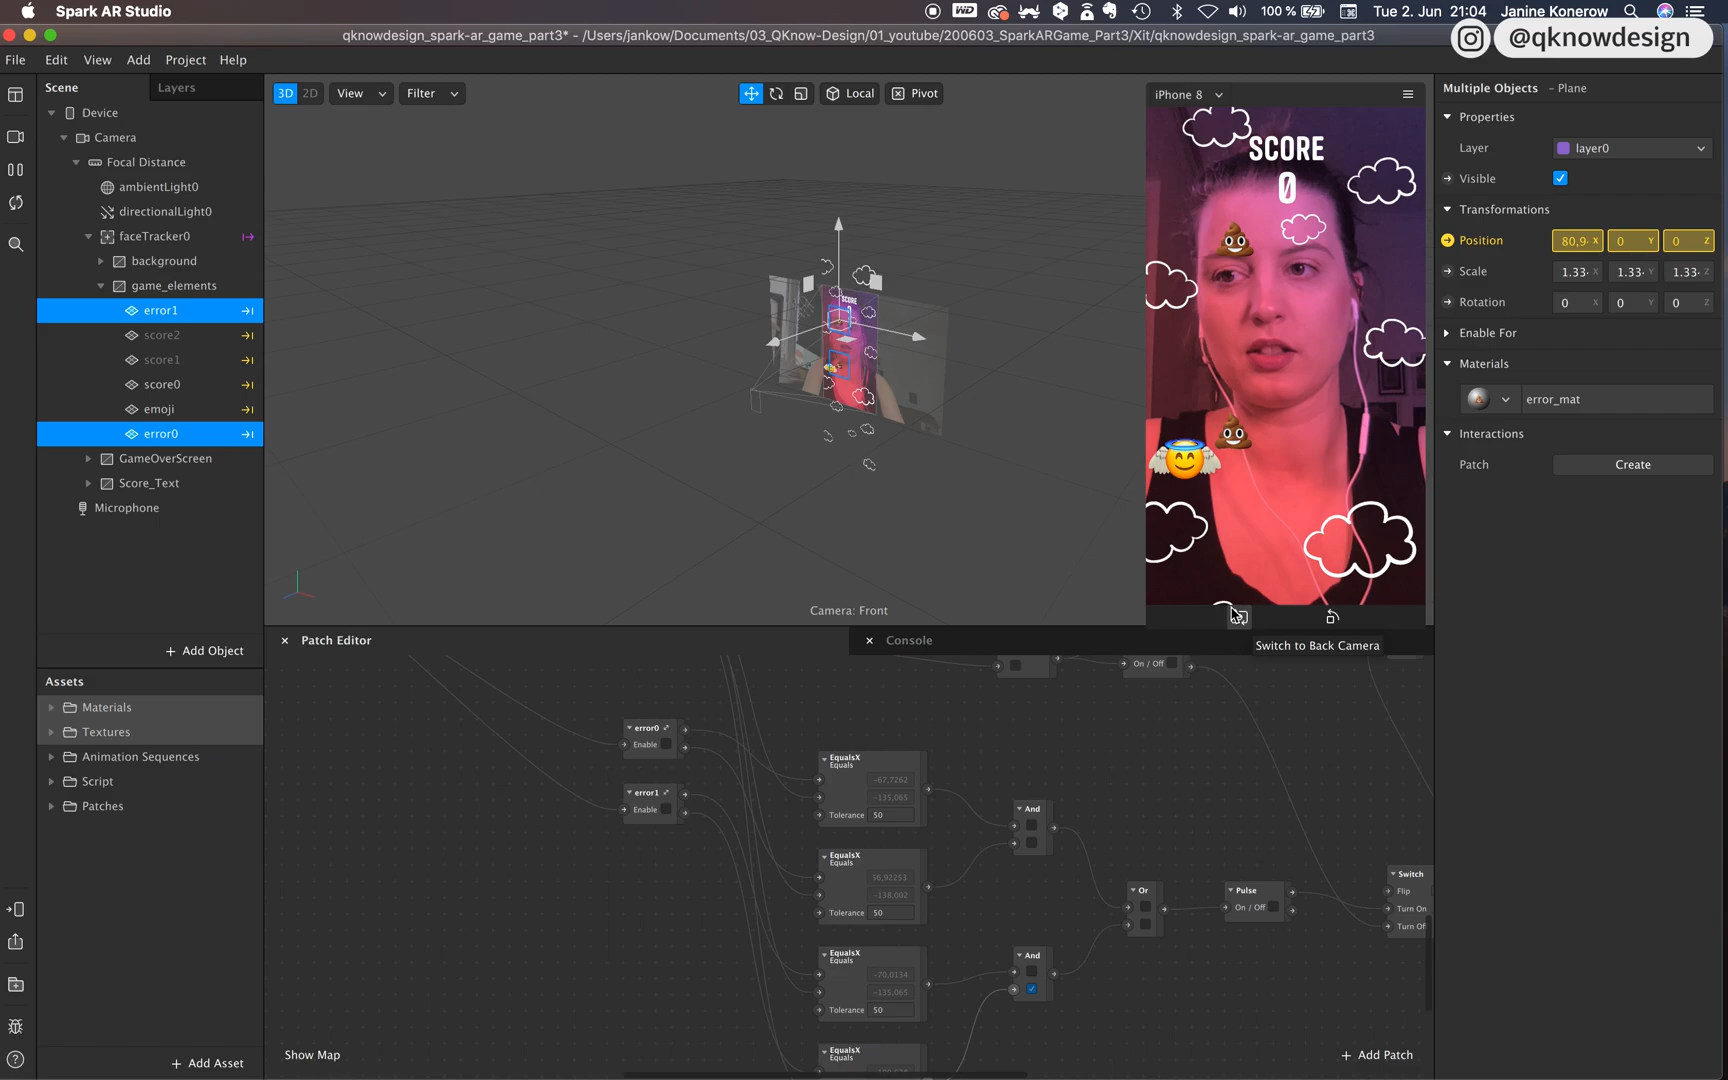 Spark AR Studio
100 %
Tue 2. Jun 21:04
Janine Konerow
qknowdesign_spark-ar_game_part3* - /Users/jankow/Documents/03_QKnow-Design/01_youtube/200603_SparkARGame_Part3/Xit/qknowdesign_spark-ar_game_part3
@qknowdesign
File Edit View Add Project Help
Scene
Layers
Device
Camera
Focal Distance
ambientLight0
directionalLight0
faceTracker0
background
game_elements
error1
score2
score1
score0
emoji
error0
GameOverScreen
Score_Text
Microphone
+ Add Object
Assets
Materials
Textures
Animation Sequences
Script
Patches
+ Add Asset
3D 2D
View
Filter
Local
Pivot
Camera: Front
iPhone 8
SCORE
0
Switch to Back Camera
Multiple Objects - Plane
Properties
Layer
layer0
Visible
Transformations
Position
80,9 X
0 Y
0 Z
Scale
1.33 X
1.33 Y
1.33 Z
Rotation
0 X
0 Y
0 Z
Enable For
Materials
error_mat
Interactions
Patch
Create
Patch Editor
Console
On / Off
error0
Enable
error1
Enable
EqualsX
Equals
-67,7262
-135,065
Tolerance 50
EqualsX
Equals
-138,002
Tolerance 50
EqualsX
Equals
-70,0134
-135,065
Tolerance 50
EqualsX
Equals
And
And
Or
Pulse
On / Off
Switch
Flip
Turn On
Turn Of
Show Map
+ Add Patch